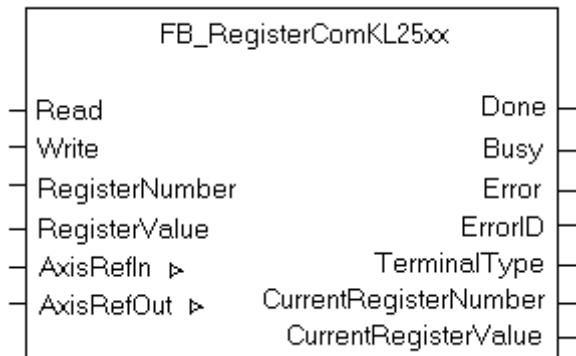 FB_RegisterComKL25xx
Read Done
Write Busy
RegisterNumber Error
RegisterValue ErrorID
AxisRefIn TerminalType
AxisRefOut CurrentRegisterNumber
CurrentRegisterValue